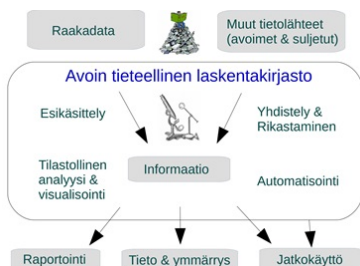 Raakadata
Muut tietolähteet
(avoimet & suljetut)
Avoin tieteellinen laskentakirjasto
Esikäsittely
Yhdistely &
Rikastaminen
Tilastollinen
analyysi &
visualisointi
Informaatio
Automatisointi
Raportointi
Tieto & ymmärrys
Jatkokäyttö